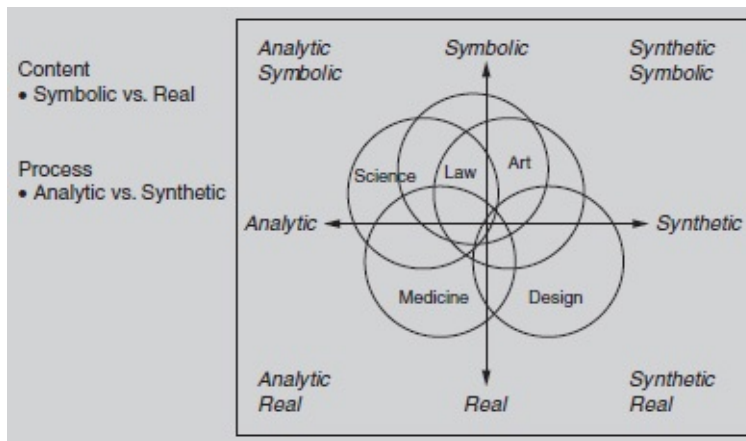 Content
• Symbolic vs. Real
Process
• Analytic vs. Synthetic
Analytic
Symbolic
Symbolic
Synthetic
Symbolic
Science
Law
Art
Analytic
Synthetic
Medicine
Design
Analytic
Real
Real
Synthetic
Real